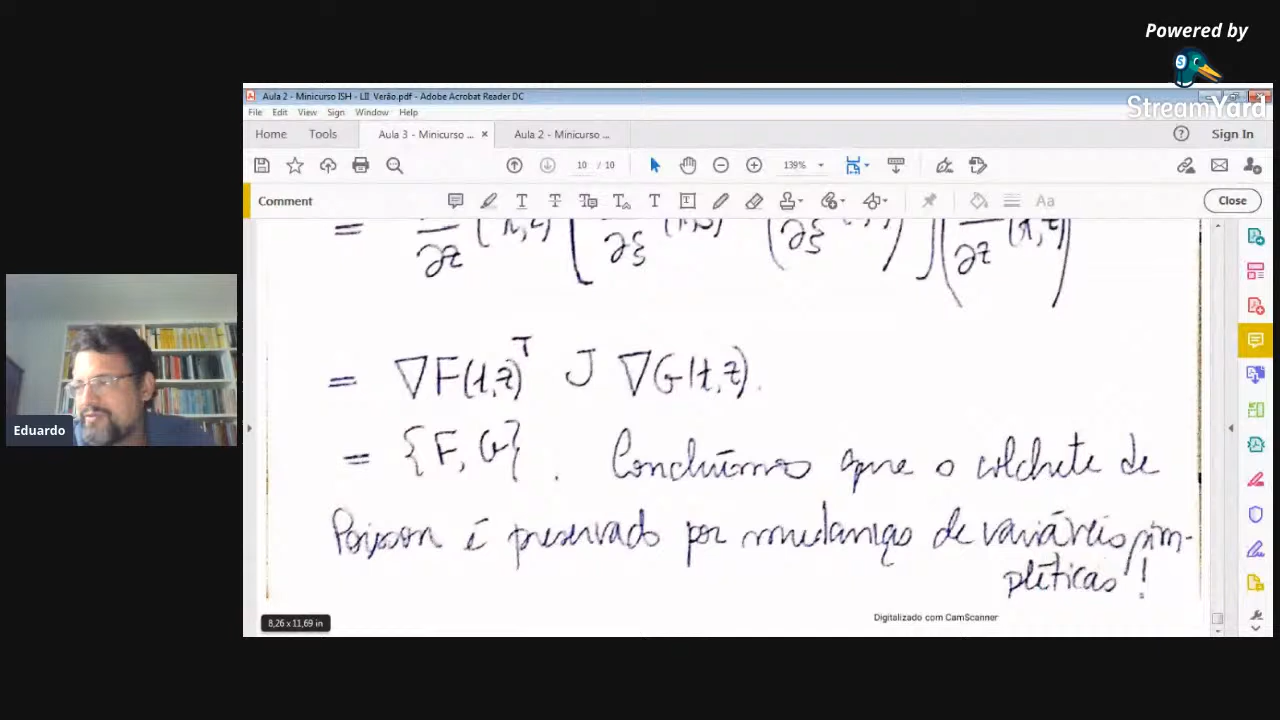 Powered by
StreamYard
Aula 2 - Minicurso ISH - LII Verão.pdf - Adobe Acrobat Reader DC
File Edit View Sign Window Help
Home Tools Aula 3 - Minicurso ... × Aula 2 - Minicurso ... Sign In
10 / 10 139%
Comment Close
= ∂z (t,z) [ ∂ξ ( ∂ξ ) ] ( ∂z (t,z) )
= ∇F(t,z)ᵀ J ∇G(t,z).
= {F, G}. Concluímos que o colchete de
Poisson é preservado por mudanças de variáveis sim-
pléticas!
Eduardo
8,26 x 11,69 in
Digitalizado com CamScanner